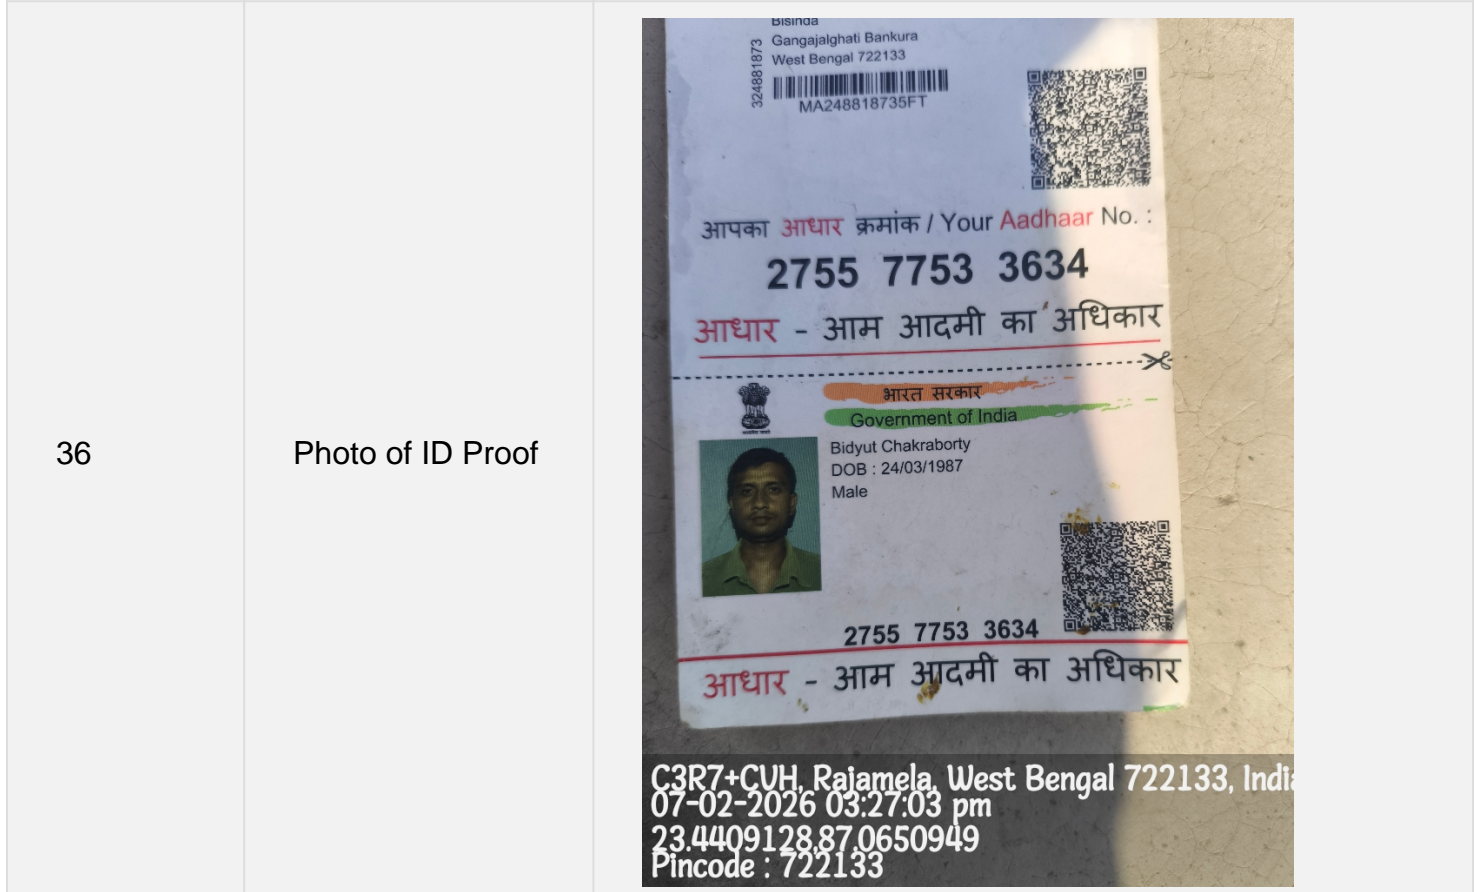 36
Photo of ID Proof
Bisinda
Gangajalghati Bankura
West Bengal 722133
324881873
MA248818735FT
आपका आधार क्रमांक / Your Aadhaar No. :
2755 7753 3634
आधार - आम आदमी का अधिकार
भारत सरकार
Government of India
Bidyut Chakraborty
DOB : 24/03/1987
Male
2755 7753 3634
आधार - आम आदमी का अधिकार
C3R7+CVH, Rajamela, West Bengal 722133, India
07-02-2026 03:27:03 pm
23.4409128,87.0650949
Pincode : 722133